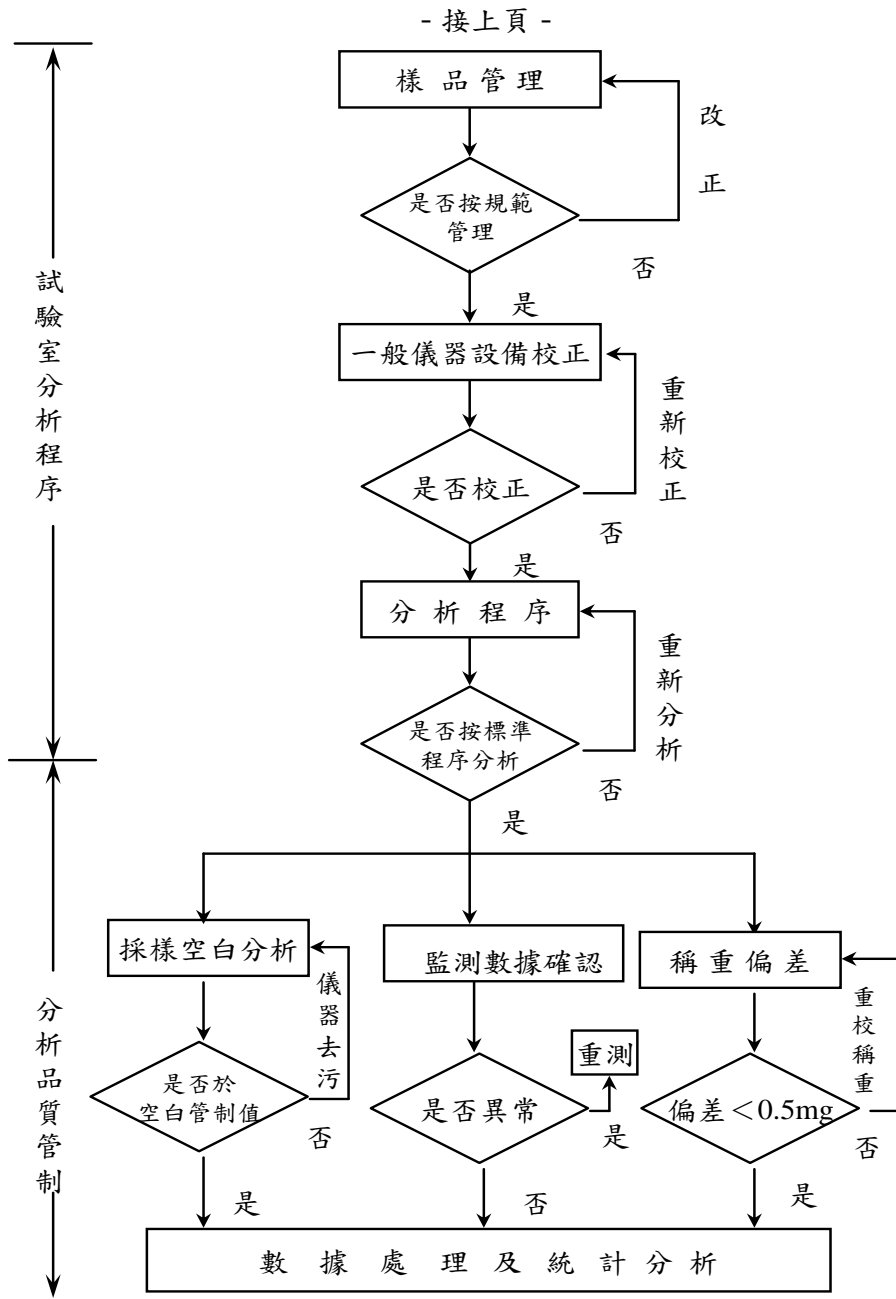 - 接上頁 -
樣品管理
改正
是否按規範
管理
否
是
試驗室分析程序
一般儀器設備校正
重新校正
是否校正
否
是
分析程序
重新分析
是否按標準
程序分析
否
是
分析品質管制
採樣空白分析
儀器去污
是否於
空白管制值
否
是
監測數據確認
重測
是否異常
是
否
稱重偏差
重校稱重
偏差＜0.5mg
否
是
數據處理及統計分析